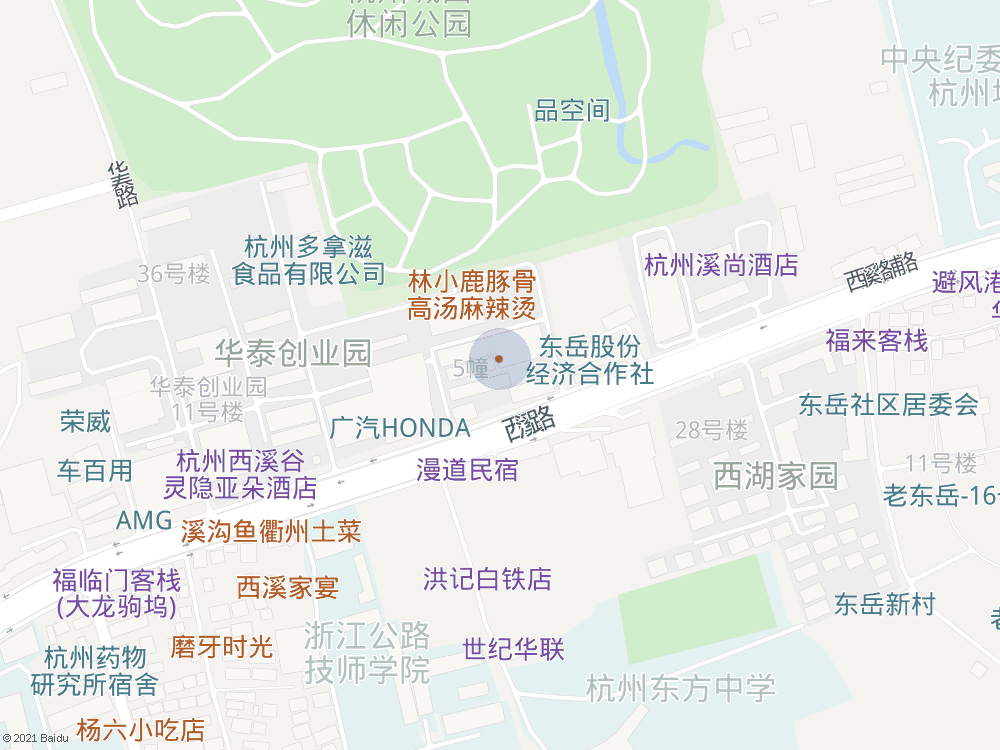 休闲公园
中央纪委
杭州
品空间
华泰路
杭州多拿滋
食品有限公司
36号楼
林小鹿豚骨
高汤麻辣烫
杭州溪尚酒店
西溪路辅路
避风港
福来客栈
华泰创业园
5幢
东岳股份
经济合作社
华泰创业园
11号楼
荣威
广汽HONDA
西溪路
28号楼
东岳社区居委会
车百用
杭州西溪谷
灵隐亚朵酒店
漫道民宿
西湖家园
11号楼
老东岳-16
AMG
溪沟鱼衢州土菜
福临门客栈
(大龙驹坞)
西溪家宴
洪记白铁店
东岳新村
磨牙时光
浙江公路
技师学院
世纪华联
杭州药物
研究所宿舍
杭州东方中学
杨六小吃店
© 2021 Baidu